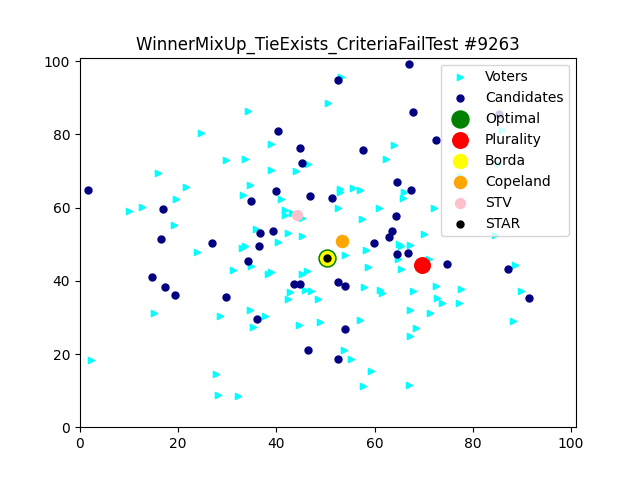 WinnerMixUp_TieExists_CriteriaFailTest #9263
100
80
60
40
20
0
0
20
40
60
80
100
Voters
Candidates
Optimal
Plurality
Borda
Copeland
STV
STAR